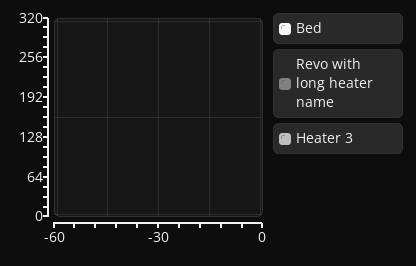 320
256
192
128
64
0
-60
-30
0
Bed
Revo with
long heater
name
Heater 3